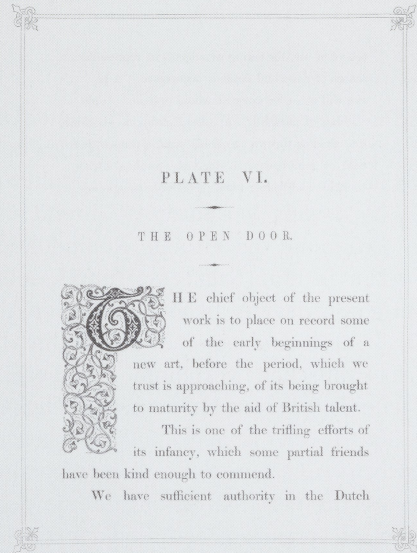 PLATE VI.
THE OPEN DOOR.
THE chief object of the present
work is to place on record some
of the early beginnings of a
new art, before the period, which we
trust is approaching, of its being brought
to maturity by the aid of British talent.
This is one of the trifling efforts of
its infancy, which some partial friends
have been kind enough to commend.
We have sufficient authority in the Dutch